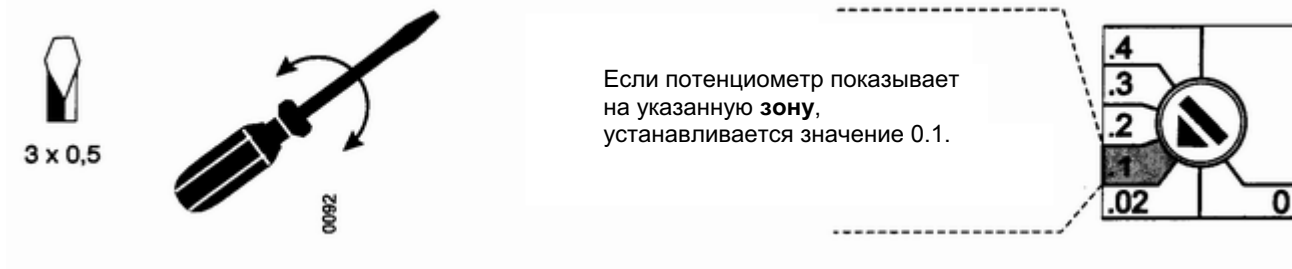 3 x 0,5
0092
Если потенциометр показывает
на указанную зону,
устанавливается значение 0.1.
.4
.3
.2
.1
.02
0